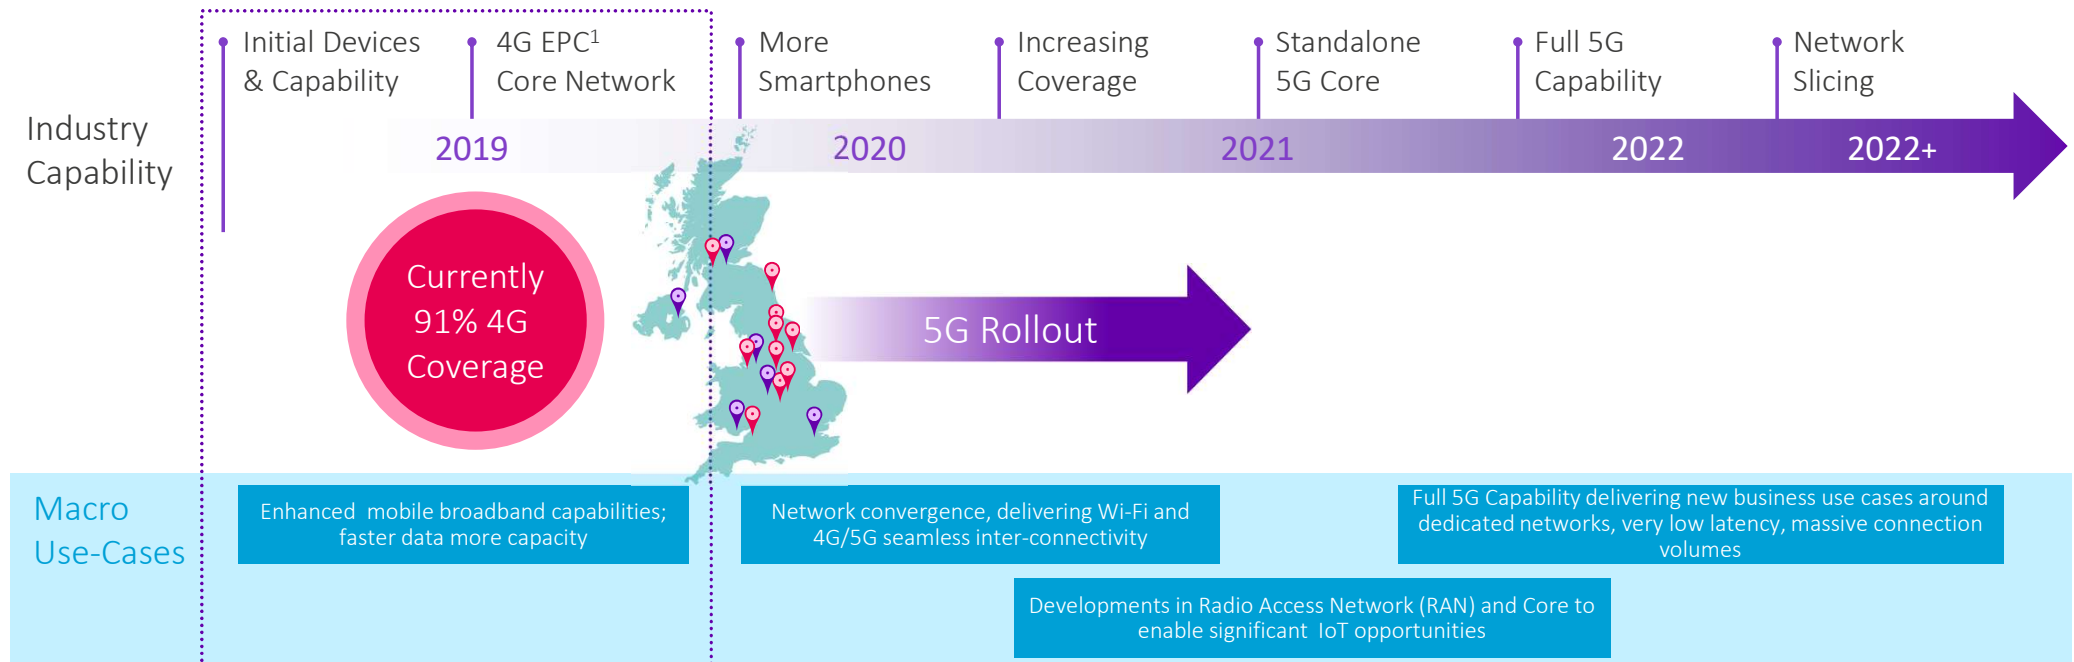 Initial Devices
& Capability
4G EPC¹
Core Network
More
Smartphones
Increasing
Coverage
Standalone
5G Core
Full 5G
Capability
Network
Slicing
Industry
Capability
2019
2020
2021
2022
2022+
Currently
91% 4G
Coverage
5G Rollout
Macro
Use-Cases
Enhanced mobile broadband capabilities;
faster data more capacity
Network convergence, delivering Wi-Fi and
4G/5G seamless inter-connectivity
Full 5G Capability delivering new business use cases around
dedicated networks, very low latency, massive connection
volumes
Developments in Radio Access Network (RAN) and Core to
enable significant IoT opportunities